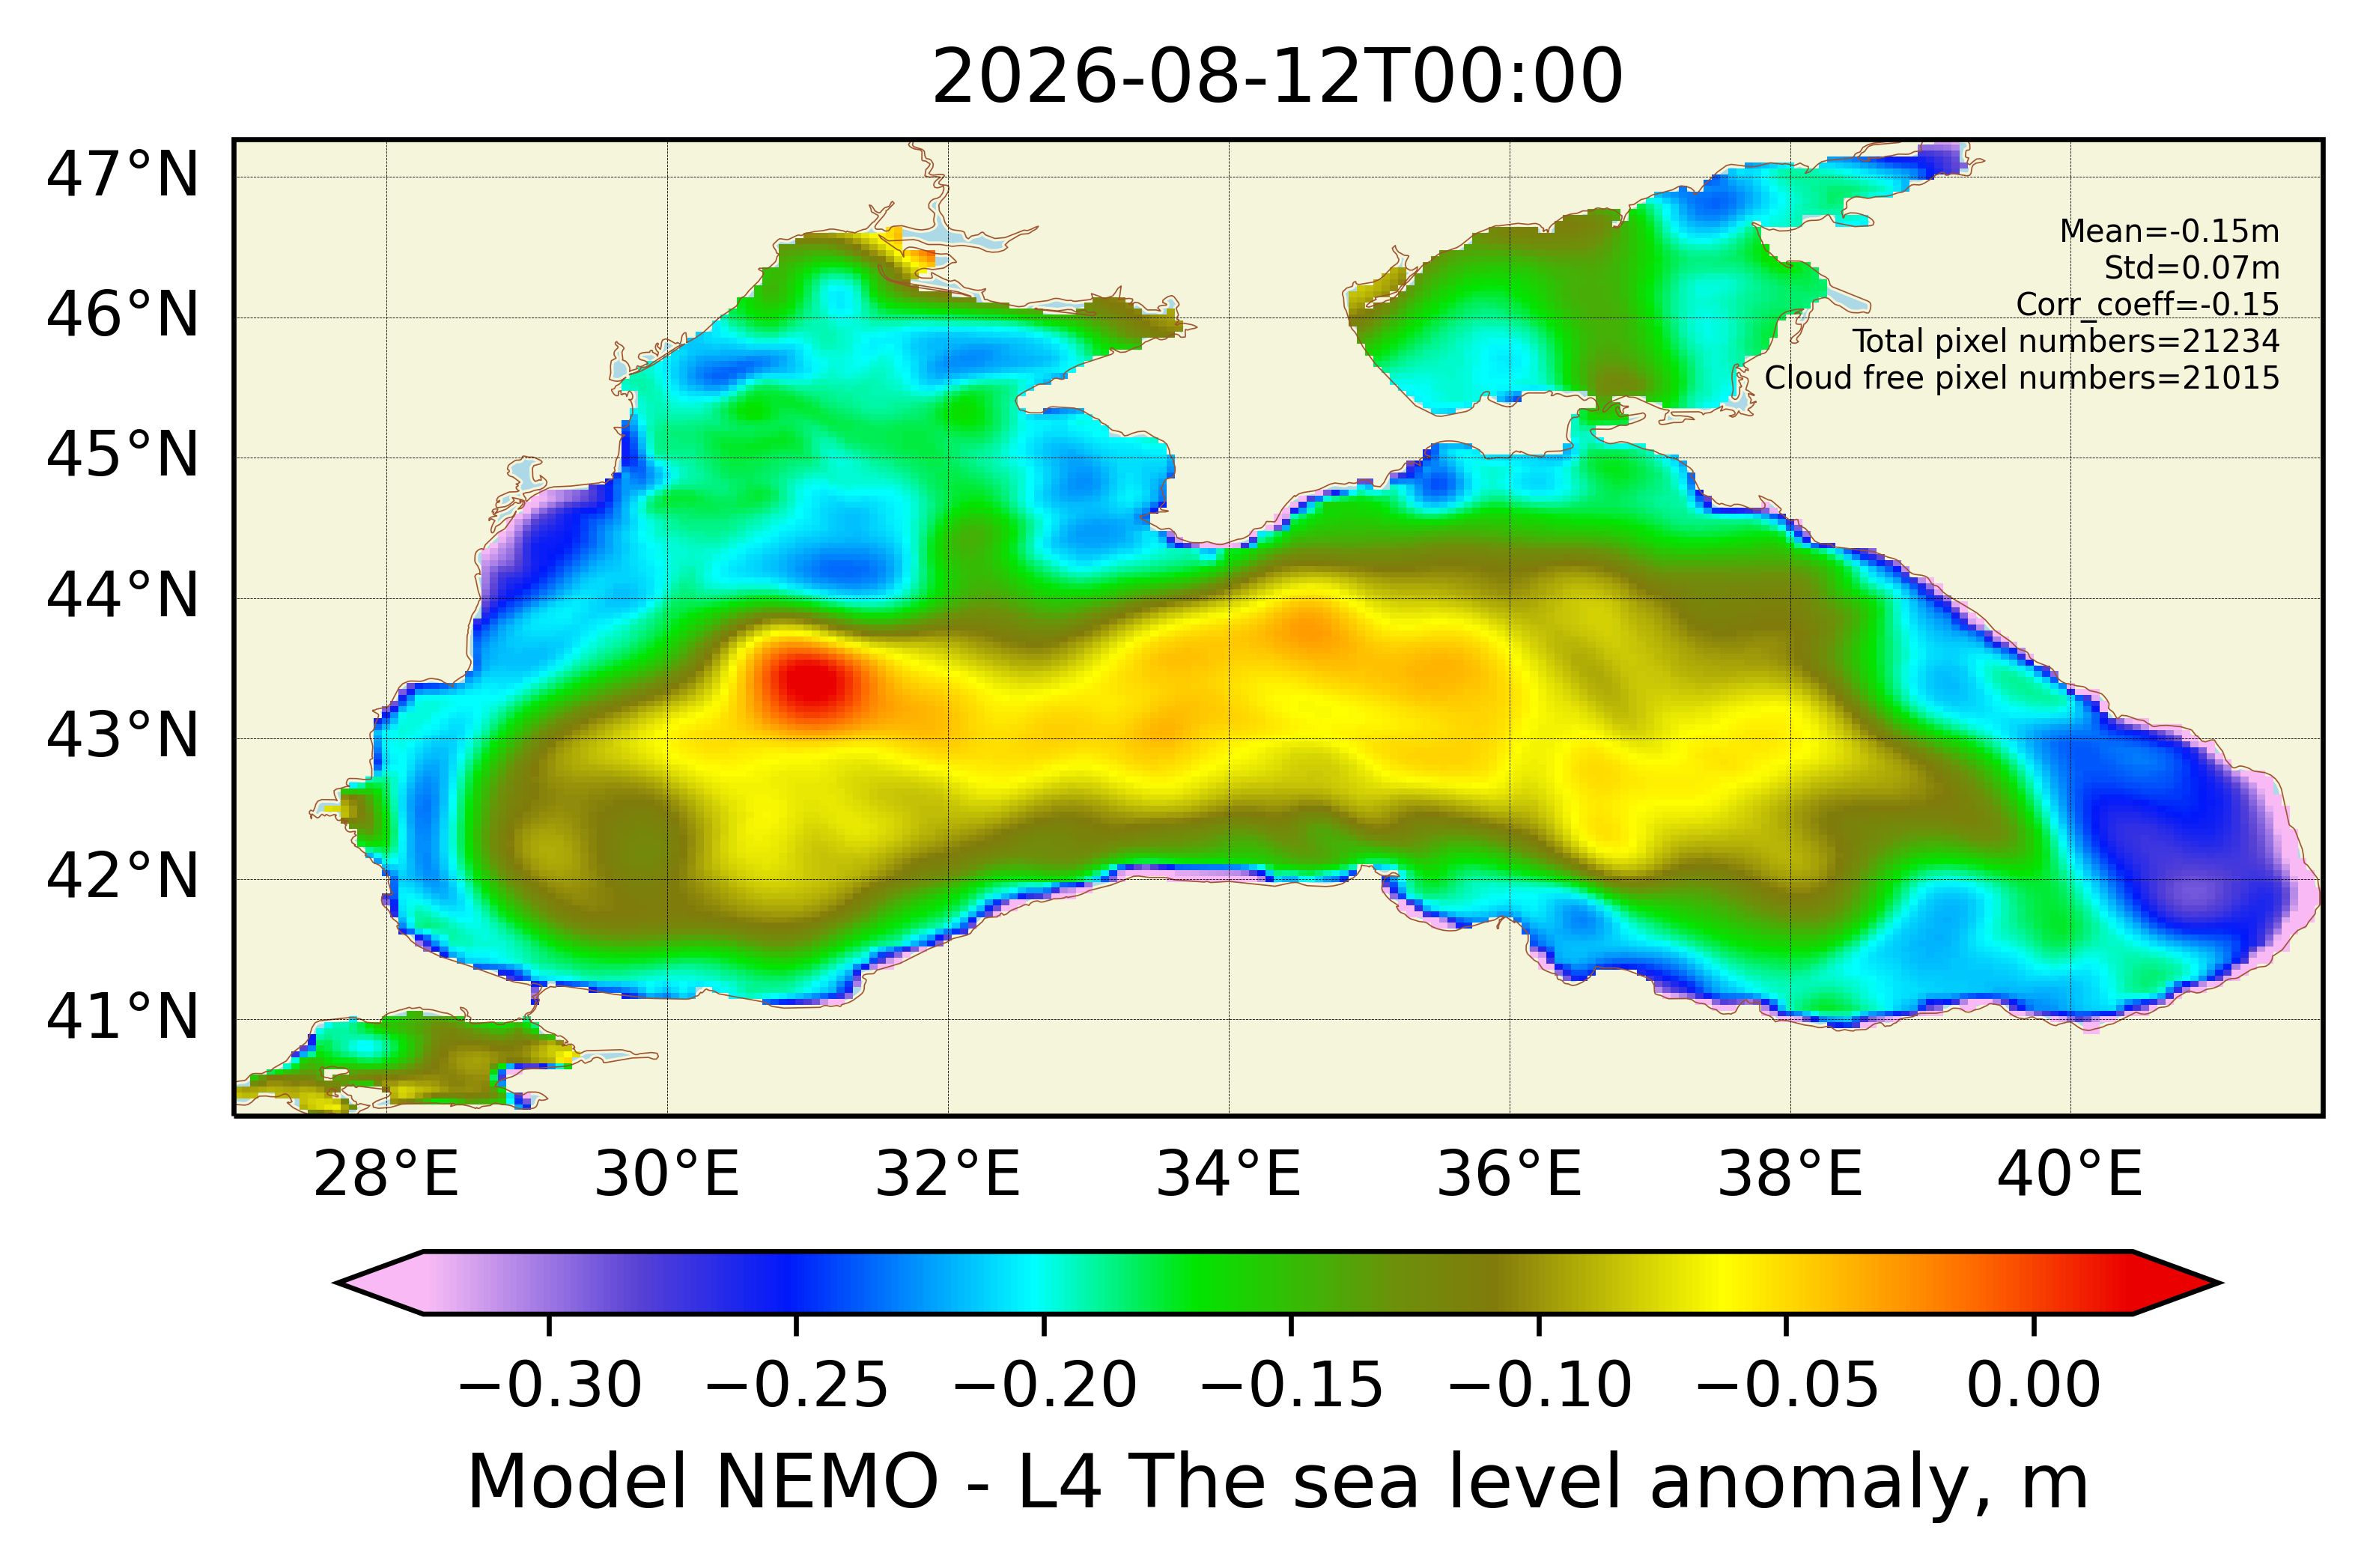 2026-08-12T00:00
47°N
46°N
45°N
44°N
43°N
42°N
41°N
Mean=-0.15m
Std=0.07m
Corr_coeff=-0.15
Total pixel numbers=21234
Cloud free pixel numbers=21015
28°E 30°E 32°E 34°E 36°E 38°E 40°E
−0.30 −0.25 −0.20 −0.15 −0.10 −0.05 0.00
Model NEMO - L4 The sea level anomaly, m